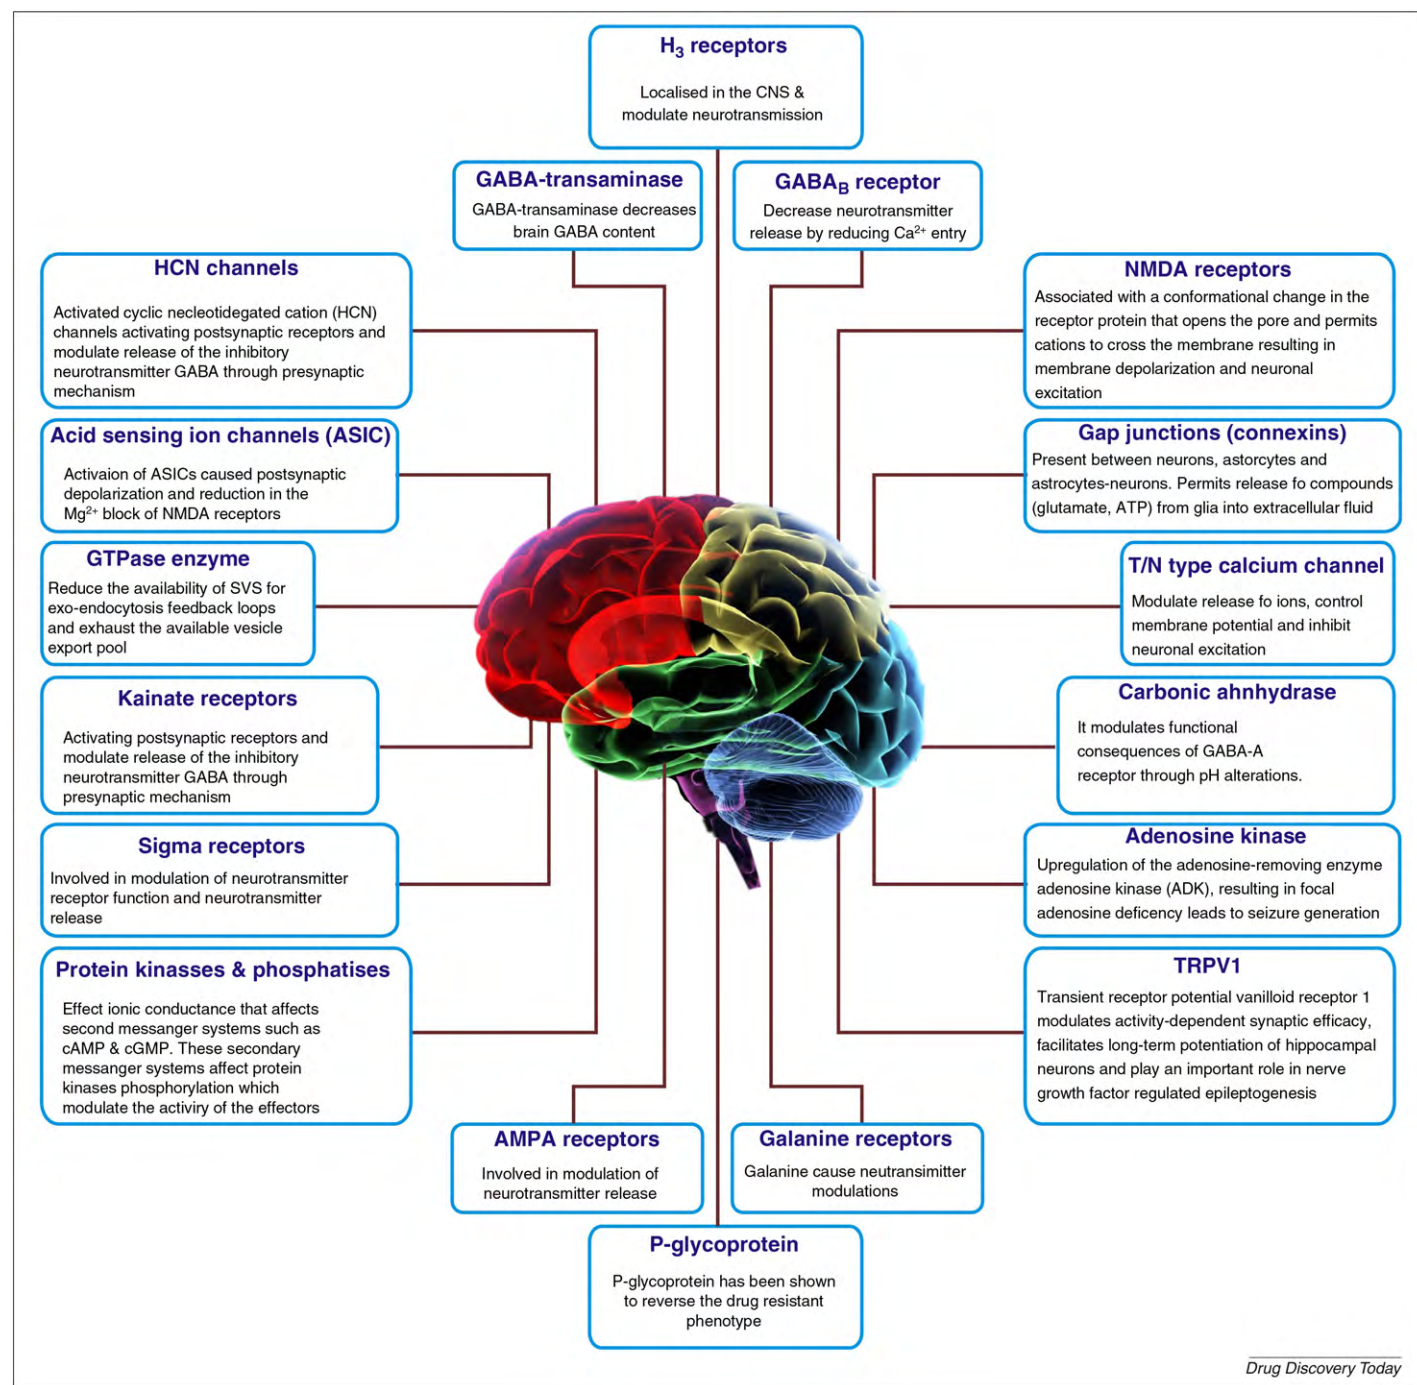 H3 receptors
Localised in the CNS &
modulate neurotransmission
GABA-transaminase
GABA-transaminase decreases
brain GABA content
GABAB receptor
Decrease neurotransmitter
release by reducing Ca2+ entry
HCN channels
Activated cyclic necleotidegated cation (HCN)
channels activating postsynaptic receptors and
modulate release of the inhibitory
neurotransmitter GABA through presynaptic
mechanism
NMDA receptors
Associated with a conformational change in the
receptor protein that opens the pore and permits
cations to cross the membrane resulting in
membrane depolarization and neuronal
excitation
Acid sensing ion channels (ASIC)
Activaion of ASICs caused postsynaptic
depolarization and reduction in the
Mg2+ block of NMDA receptors
Gap junctions (connexins)
Present between neurons, astorcytes and
astrocytes-neurons. Permits release fo compounds
(glutamate, ATP) from glia into extracellular fluid
GTPase enzyme
Reduce the availability of SVS for
exo-endocytosis feedback loops
and exhaust the available vesicle
export pool
T/N type calcium channel
Modulate release fo ions, control
membrane potential and inhibit
neuronal excitation
Kainate receptors
Activating postsynaptic receptors and
modulate release of the inhibitory
neurotransmitter GABA through
presynaptic mechanism
Carbonic ahnhydrase
It modulates functional
consequences of GABA-A
receptor through pH alterations.
Sigma receptors
Involved in modulation of neurotransmitter
receptor function and neurotransmitter
release
Adenosine kinase
Upregulation of the adenosine-removing enzyme
adenosine kinase (ADK), resulting in focal
adenosine deficency leads to seizure generation
Protein kinasses & phosphatises
Effect ionic conductance that affects
second messanger systems such as
cAMP & cGMP. These secondary
messanger systems affect protein
kinases phosphorylation which
modulate the activiry of the effectors
TRPV1
Transient receptor potential vanilloid receptor 1
modulates activity-dependent synaptic efficacy,
facilitates long-term potentiation of hippocampal
neurons and play an important role in nerve
growth factor regulated epileptogenesis
AMPA receptors
Involved in modulation of
neurotransmitter release
Galanine receptors
Galanine cause neutransimitter
modulations
P-glycoprotein
P-glycoprotein has been shown
to reverse the drug resistant
phenotype
Drug Discovery Today